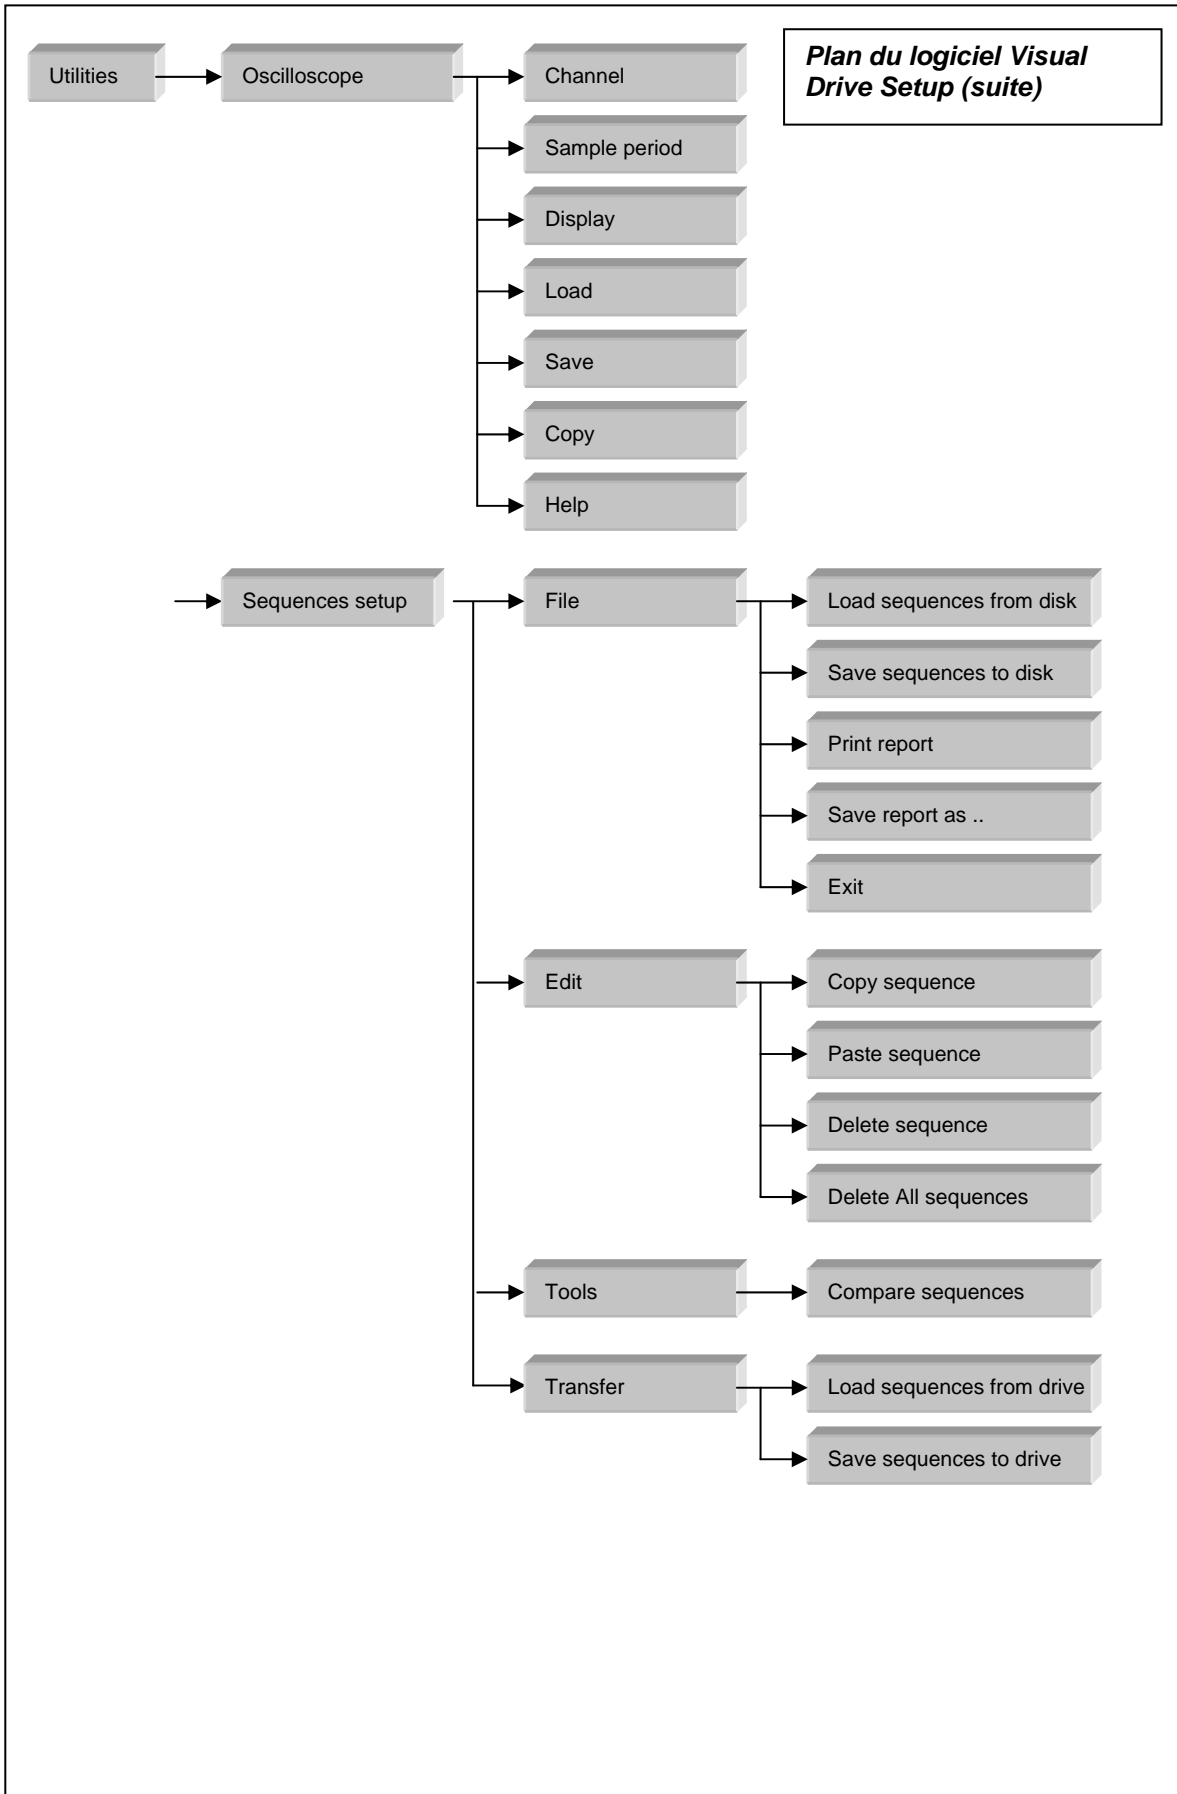 Plan du logiciel Visual
Drive Setup (suite)
Utilities
Oscilloscope
Channel
Sample period
Display
Load
Save
Copy
Help
Sequences setup
File
Load sequences from disk
Save sequences to disk
Print report
Save report as ..
Exit
Edit
Copy sequence
Paste sequence
Delete sequence
Delete All sequences
Tools
Compare sequences
Transfer
Load sequences from drive
Save sequences to drive